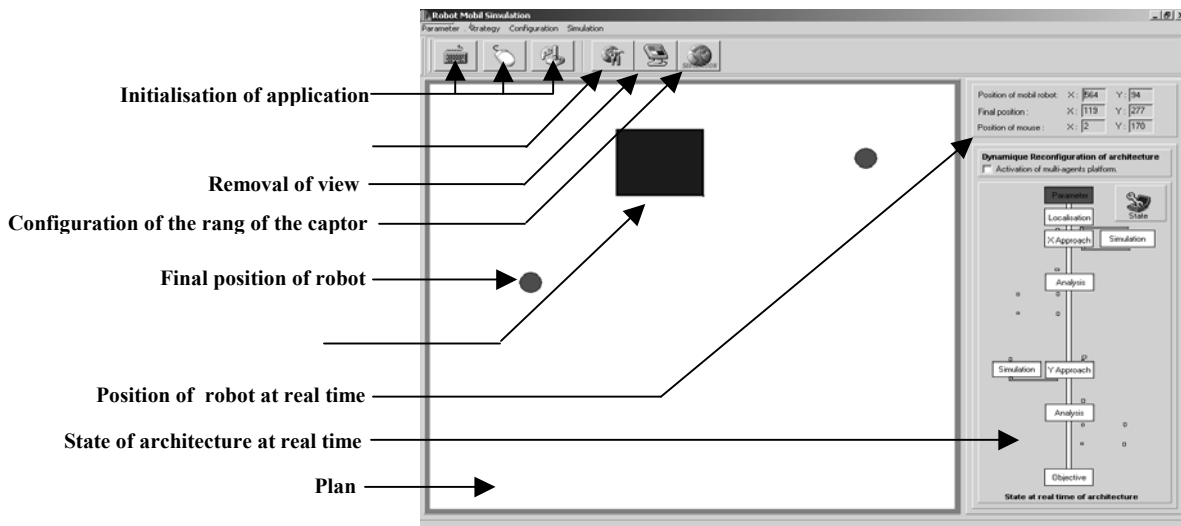 Robot Mobil Simulation
Parameter Strategy Configuration Simulation
Initialisation of application
Removal of view
Configuration of the rang of the captor
Final position of robot
Position of robot at real time
State of architecture at real time
Plan
Position of mobil robot: X: 564 Y: 94
Final position : X: 119 Y: 277
Position of mouse : X: 2 Y: 170
Dynamique Reconfiguration of architecture
Activation of multi-agents platform.
Parameter
State
Localisation
X Approach Simulation
Analysis
Simulation Y Approach
Analysis
Objective
State at real time of architecture